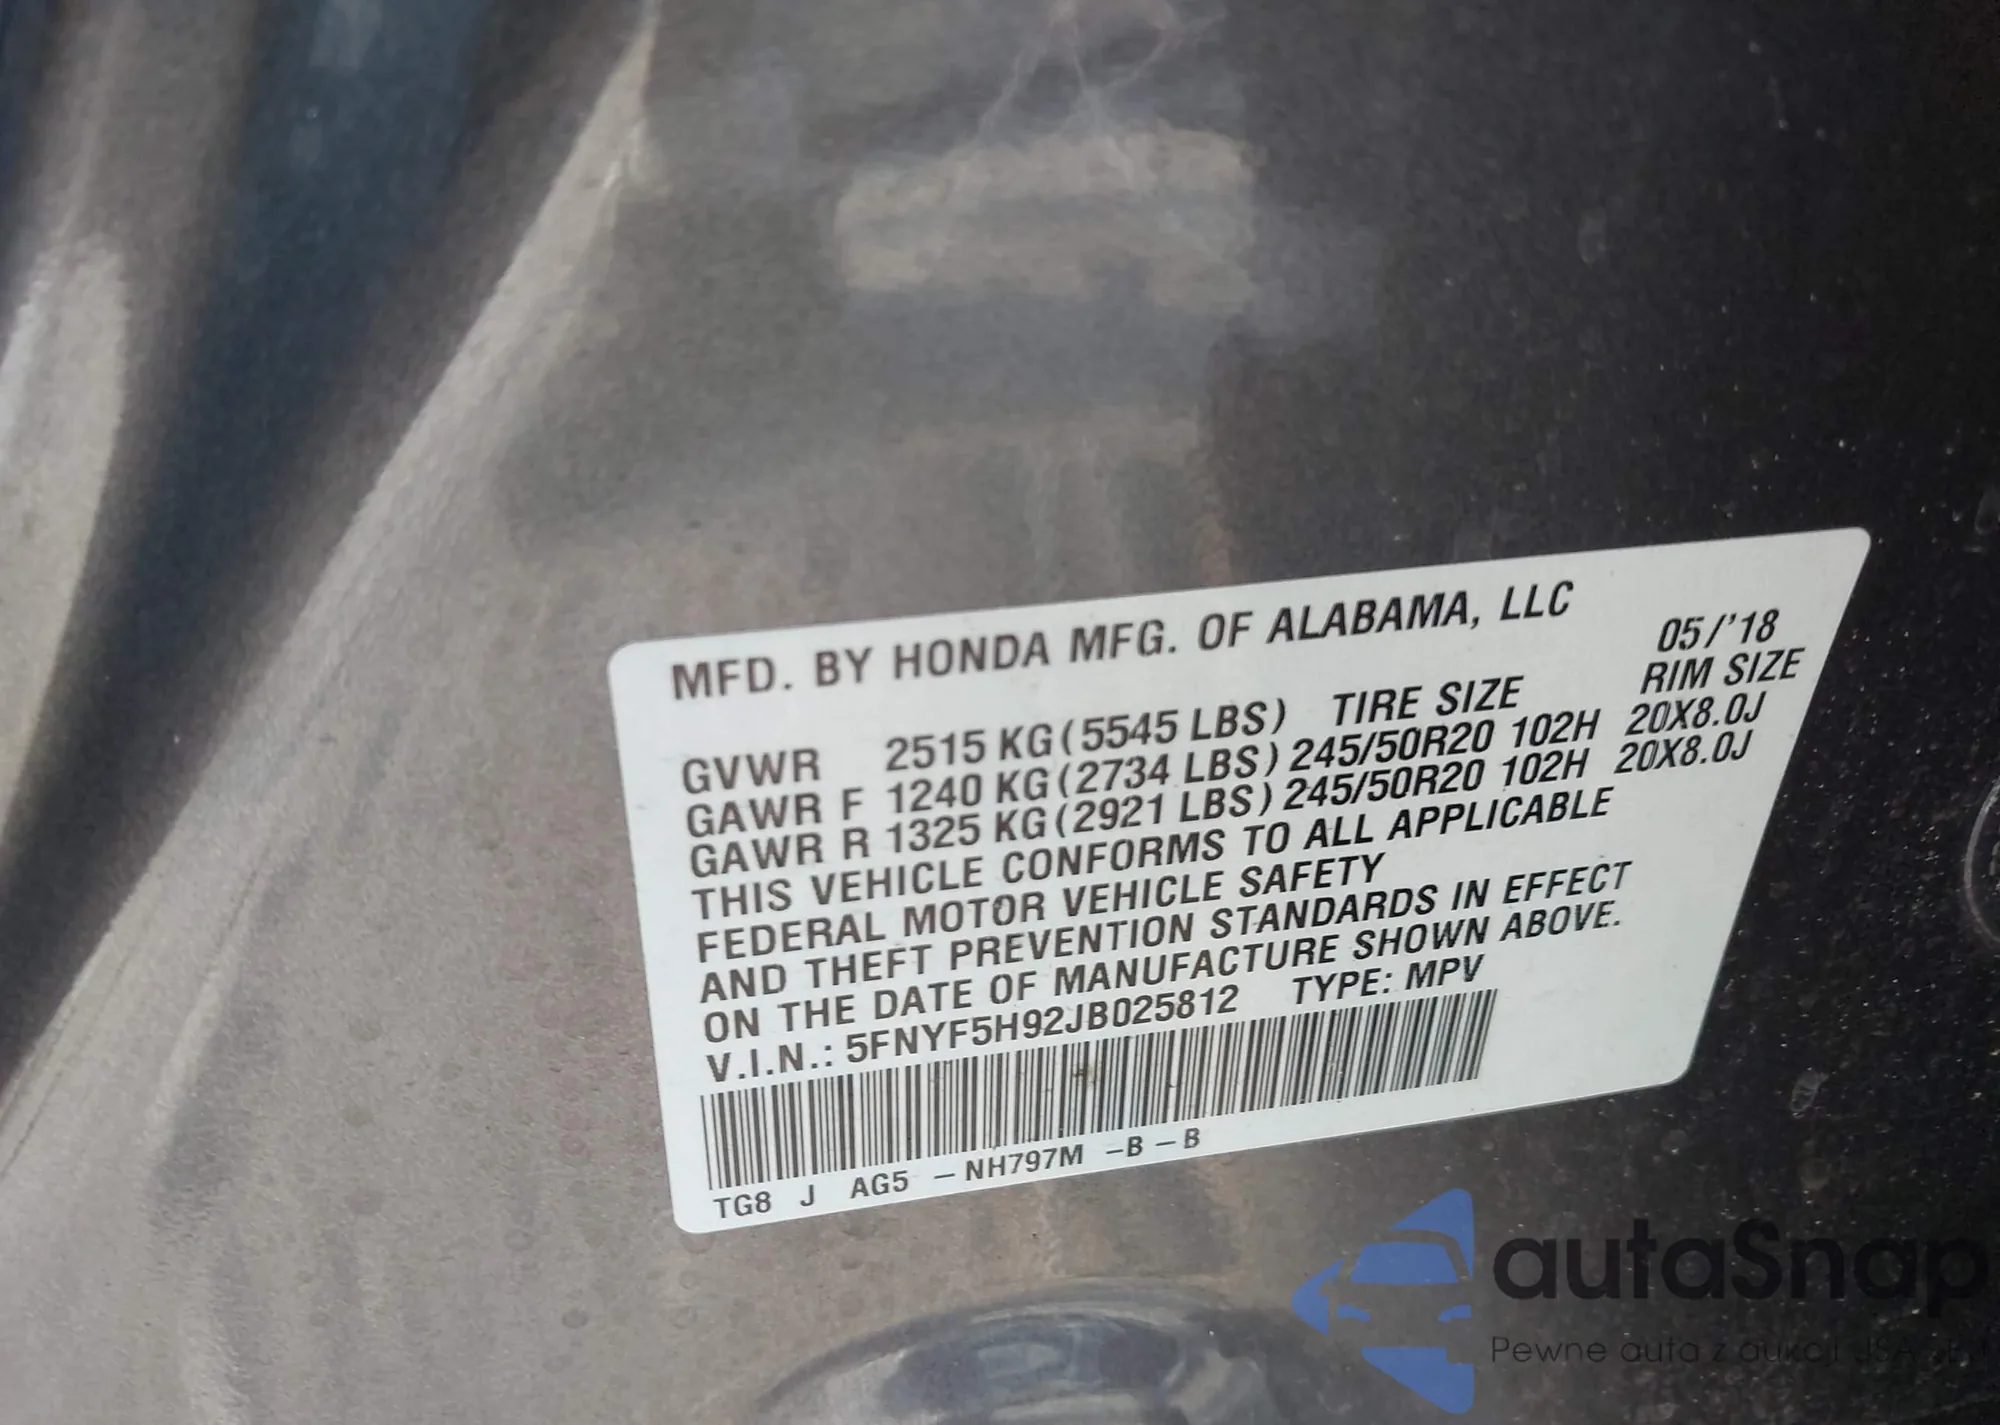 MFD. BY HONDA MFG. OF ALABAMA, LLC
05/'18
TIRE SIZE RIM SIZE
GVWR 2515 KG (5545 LBS)
GAWR F 1240 KG (2734 LBS) 245/50R20 102H 20X8.0J
GAWR R 1325 KG (2921 LBS) 245/50R20 102H 20X8.0J
THIS VEHICLE CONFORMS TO ALL APPLICABLE
FEDERAL MOTOR VEHICLE SAFETY
AND THEFT PREVENTION STANDARDS IN EFFECT
ON THE DATE OF MANUFACTURE SHOWN ABOVE.
V.I.N.: 5FNYF5H92JB025812 TYPE: MPV
TG8 J AG5 – NH797M – B – B
autaSnap
Pewne auta z aukcji